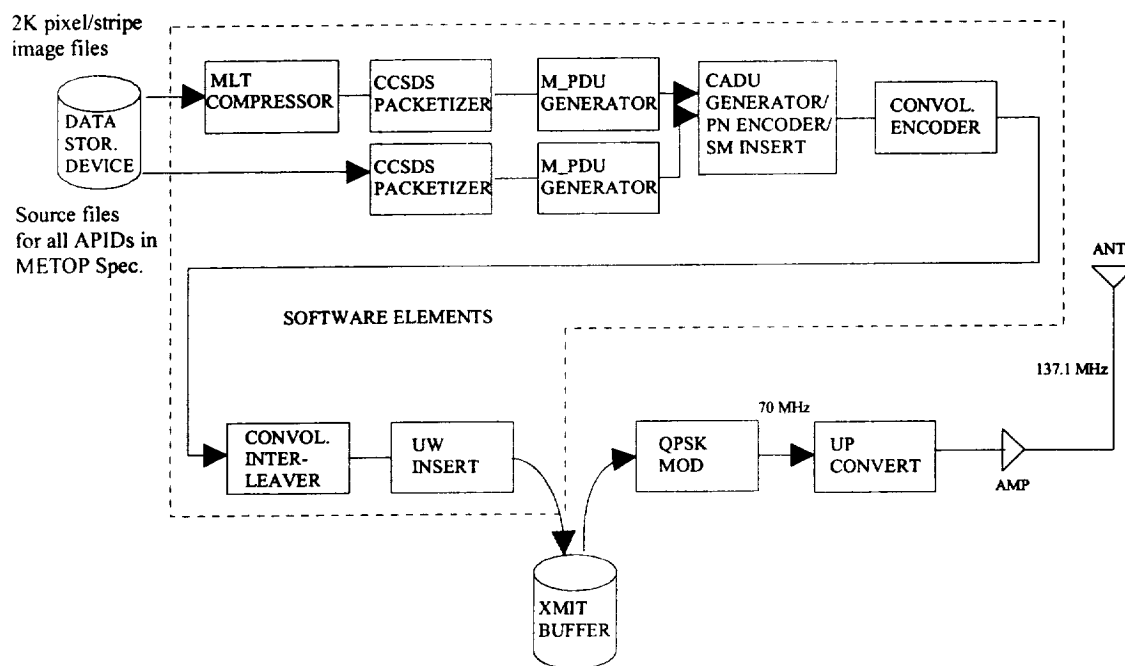 2K pixel/stripe
image files
DATA
STOR.
DEVICE
Source files
for all APIDs in
METOP Spec.
MLT
COMPRESSOR
CCSDS
PACKETIZER
M_PDU
GENERATOR
CADU
GENERATOR/
PN ENCODER/
SM INSERT
CONVOL.
ENCODER
CCSDS
PACKETIZER
M_PDU
GENERATOR
SOFTWARE ELEMENTS
ANT
137.1 MHz
CONVOL.
INTER-
LEAVER
UW
INSERT
QPSK
MOD
70 MHz
UP
CONVERT
AMP
XMIT
BUFFER